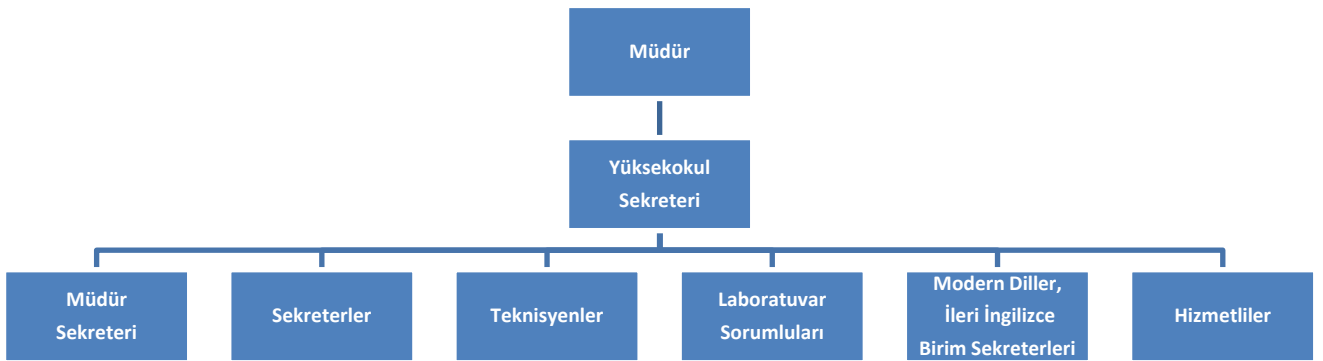 Müdür
Yüksekokul
Sekreteri
Müdür
Sekreteri
Sekreterler
Teknisyenler
Laboratuvar
Sorumluları
Modern Diller,
İleri İngilizce
Birim Sekreterleri
Hizmetliler